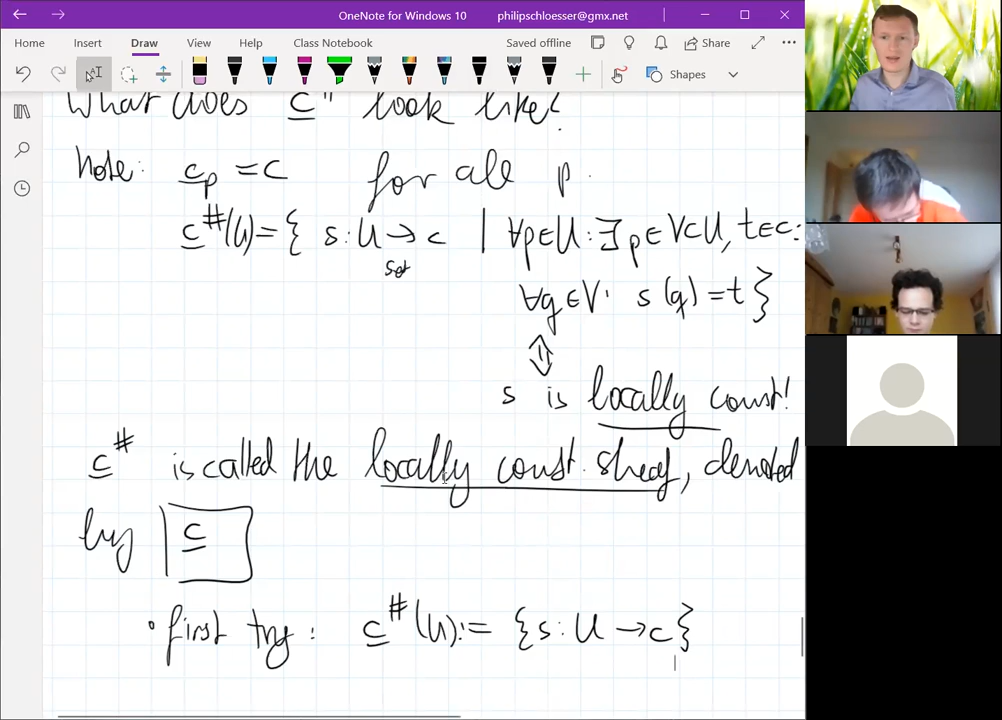 OneNote for Windows 10 philipschloesser@gmx.net
Home Insert Draw View Help Class Notebook Saved offline Share
Shapes
What does c̲# look like?
Note: c̲ₚ = c for all p.
c̲#(U) = { s : U → c | ∀p∈U : ∃ p∈V⊂U, t∈c :
Set
∀q∈V : s(q) = t }
⇕
s is locally const!
c̲# is called the locally const. sheaf, denoted
by c̲
• first try : c̲#(U) := {s : U → c}